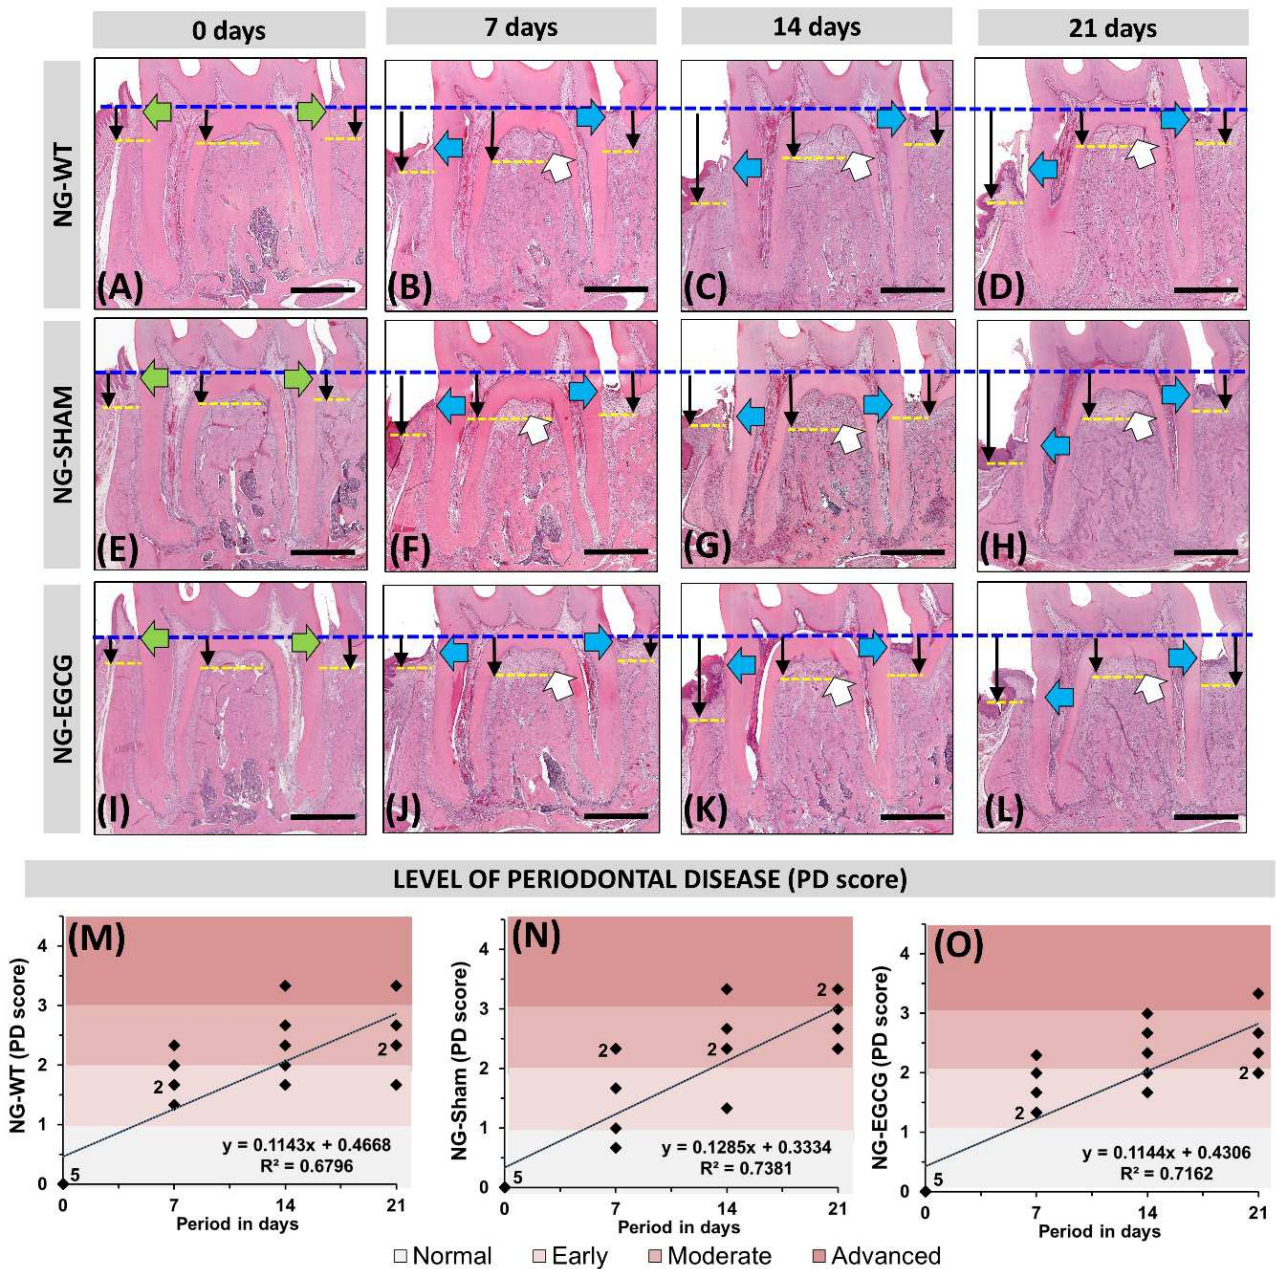 0 days
7 days
14 days
21 days
NG-WT
(A)
(B)
(C)
(D)
NG-SHAM
(E)
(F)
(G)
(H)
NG-EGCG
(I)
(J)
(K)
(L)
LEVEL OF PERIODONTAL DISEASE (PD score)
(M)
NG-WT (PD score)
4
3
2
1
0
5
2
2
y = 0.1143x + 0.4668
R² = 0.6796
0 7 14 21
Period in days
(N)
NG-Sham (PD score)
4
3
2
1
0
5
2
2
2
y = 0.1285x + 0.3334
R² = 0.7381
0 7 14 21
Period in days
(O)
NG-EGCG (PD score)
4
3
2
1
0
5
2
2
y = 0.1144x + 0.4306
R² = 0.7162
0 7 14 21
Period in days
Normal Early Moderate Advanced